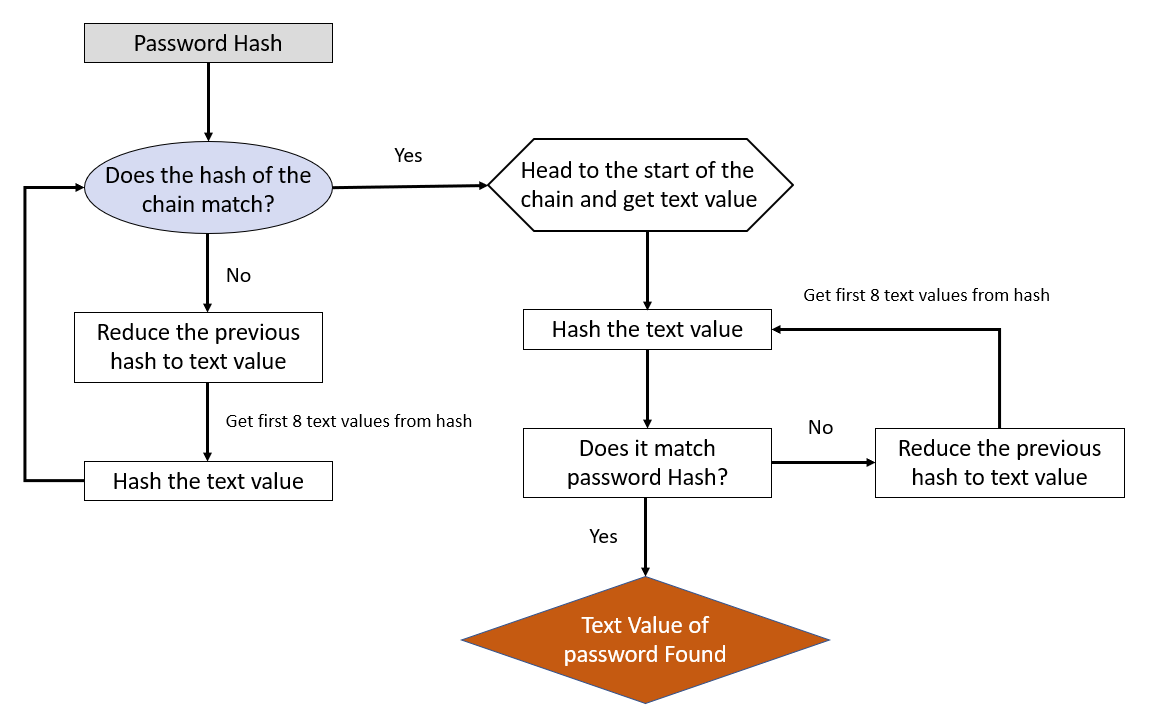 Password Hash
Does the hash of the
chain match?
Yes
Head to the start of the
chain and get text value
No
Reduce the previous
hash to text value
Get first 8 text values from hash
Hash the text value
Get first 8 text values from hash
Hash the text value
Does it match
password Hash?
No
Reduce the previous
hash to text value
Yes
Text Value of
password Found